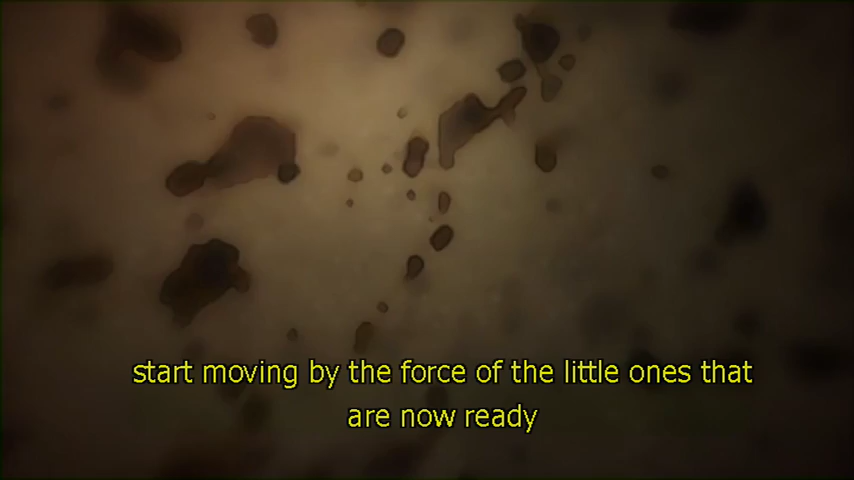 start moving by the force of the little ones that
are now ready